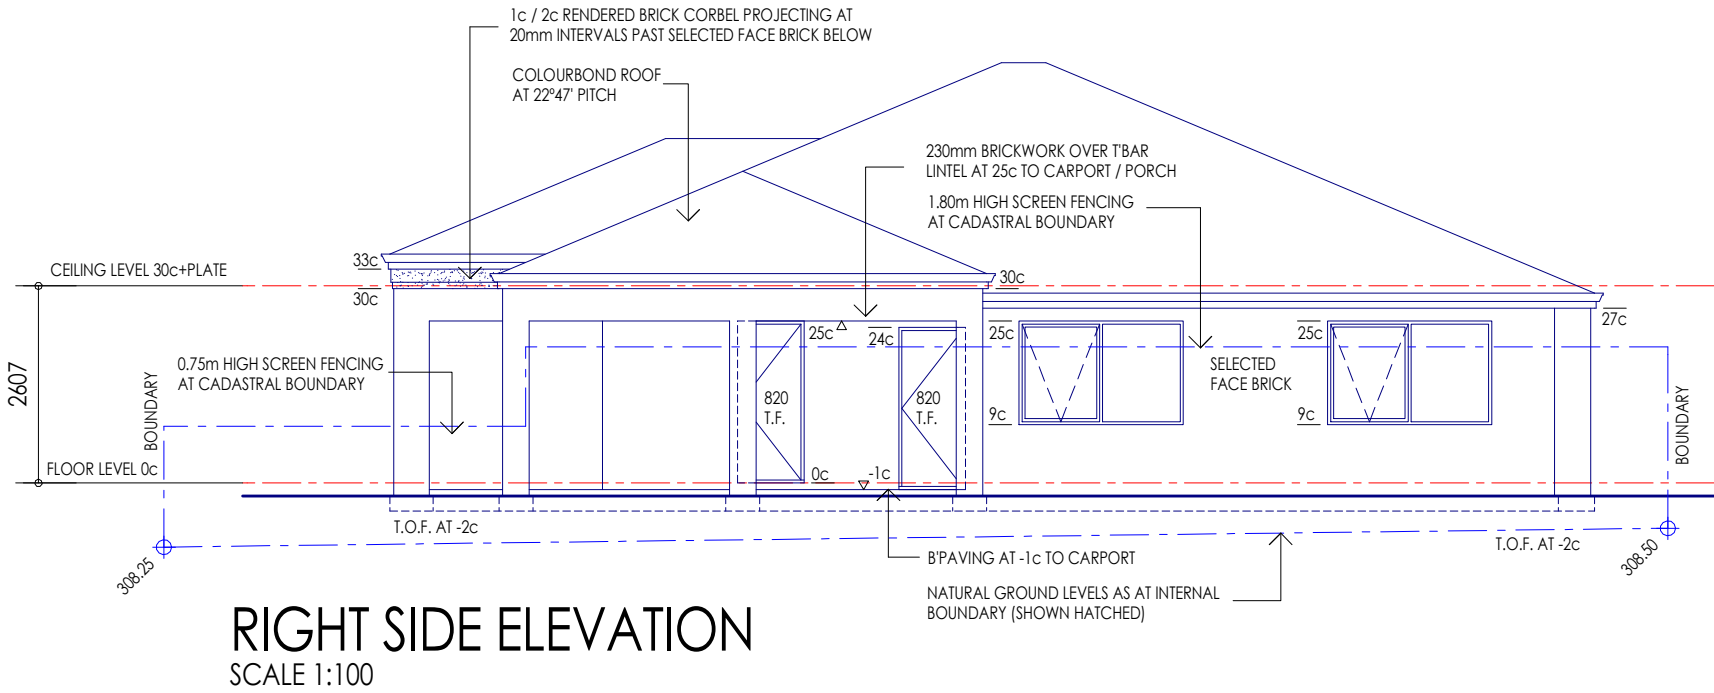 1c / 2c RENDERED BRICK CORBEL PROJECTING AT
20mm INTERVALS PAST SELECTED FACE BRICK BELOW
COLOURBOND ROOF
AT 22º47' PITCH
230mm BRICKWORK OVER T'BAR
LINTEL AT 25c TO CARPORT / PORCH
1.80m HIGH SCREEN FENCING
AT CADASTRAL BOUNDARY
33c
CEILING LEVEL 30c+PLATE
30c
30c
27c
25c
24c
25c
25c
2607
0.75m HIGH SCREEN FENCING
AT CADASTRAL BOUNDARY
BOUNDARY
SELECTED
FACE BRICK
BOUNDARY
820
T.F.
820
T.F.
9c
9c
FLOOR LEVEL 0c
0c
-1c
T.O.F. AT -2c
T.O.F. AT -2c
308.25
308.50
B'PAVING AT -1c TO CARPORT
NATURAL GROUND LEVELS AS AT INTERNAL
BOUNDARY (SHOWN HATCHED)
RIGHT SIDE ELEVATION
SCALE 1:100